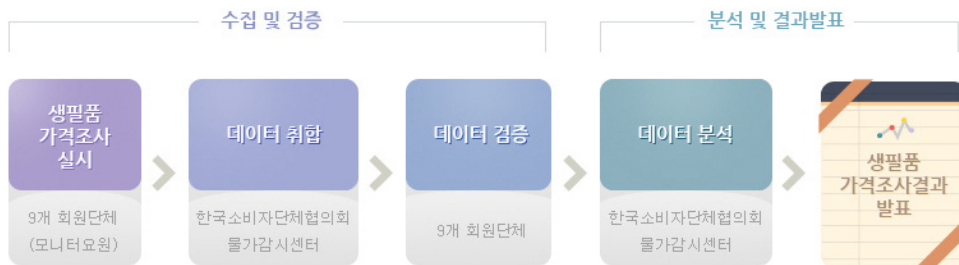 수집 및 검증
분석 및 결과발표
생필품
가격조사
실시
9개 회원단체
(모니터요원)
데이터 취합
한국소비자단체협의회
물가감시센터
데이터 검증
9개 회원단체
데이터 분석
한국소비자단체협의회
물가감시센터
생필품
가격조사결과
발표